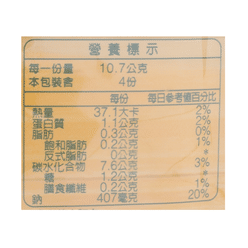 營養標示
每一份量 10.7公克
本包裝含 4份
每份 每日參考值百分比
熱量 37.1大卡 2%
蛋白質 1.1公克 2%
脂肪 0.3公克 0%
飽和脂肪 0.2公克 1%
反式脂肪 0公克 *
碳水化合物 7.6公克 3%
糖 1.2公克 *
膳食纖維 0.2公克 1%
鈉 407毫克 20%